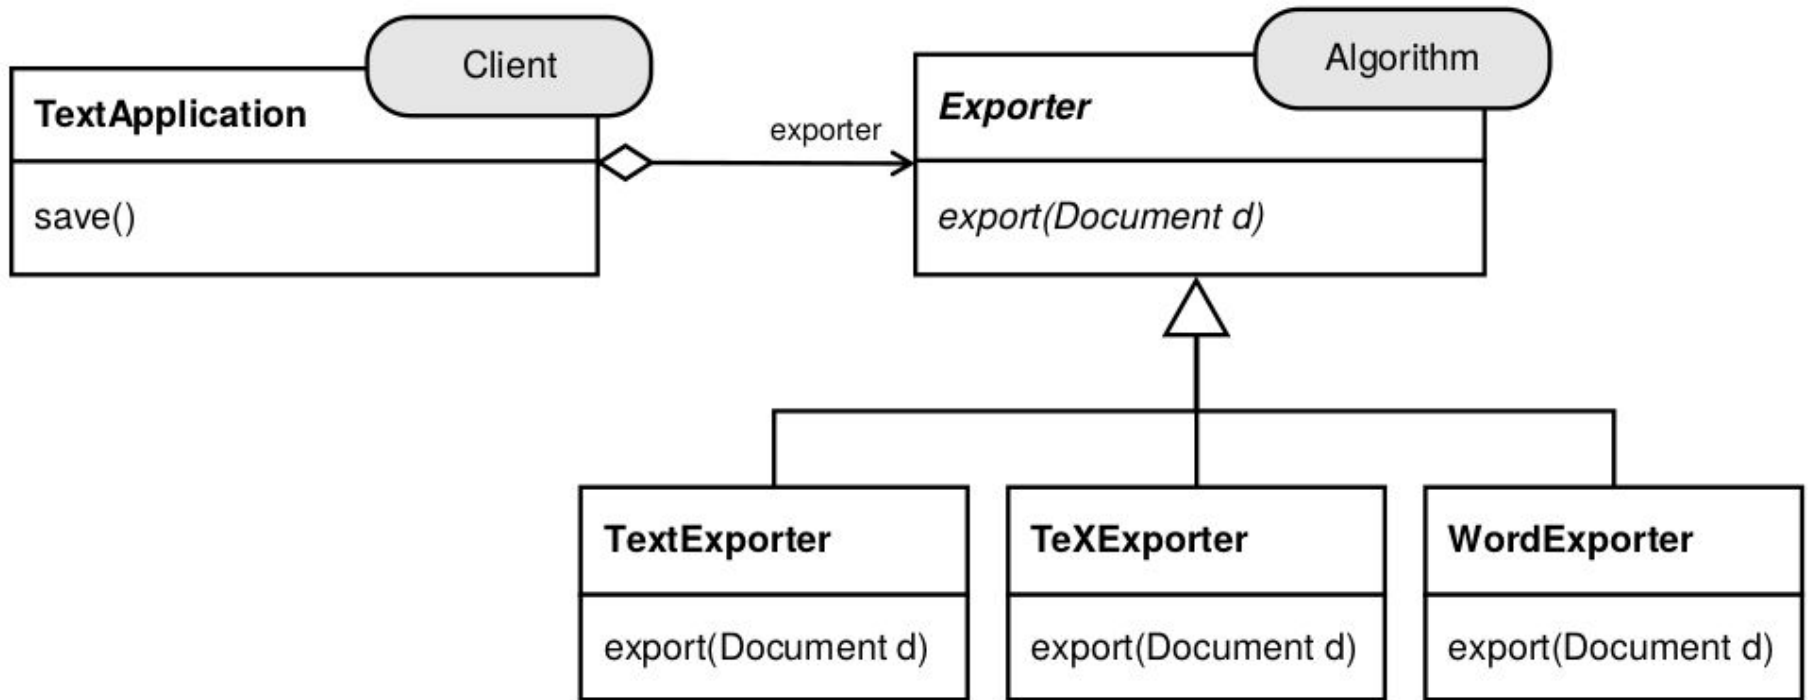 Client
Algorithm
TextApplication
Exporter
exporter
save()
export(Document d)
TextExporter
TeXExporter
WordExporter
export(Document d)
export(Document d)
export(Document d)